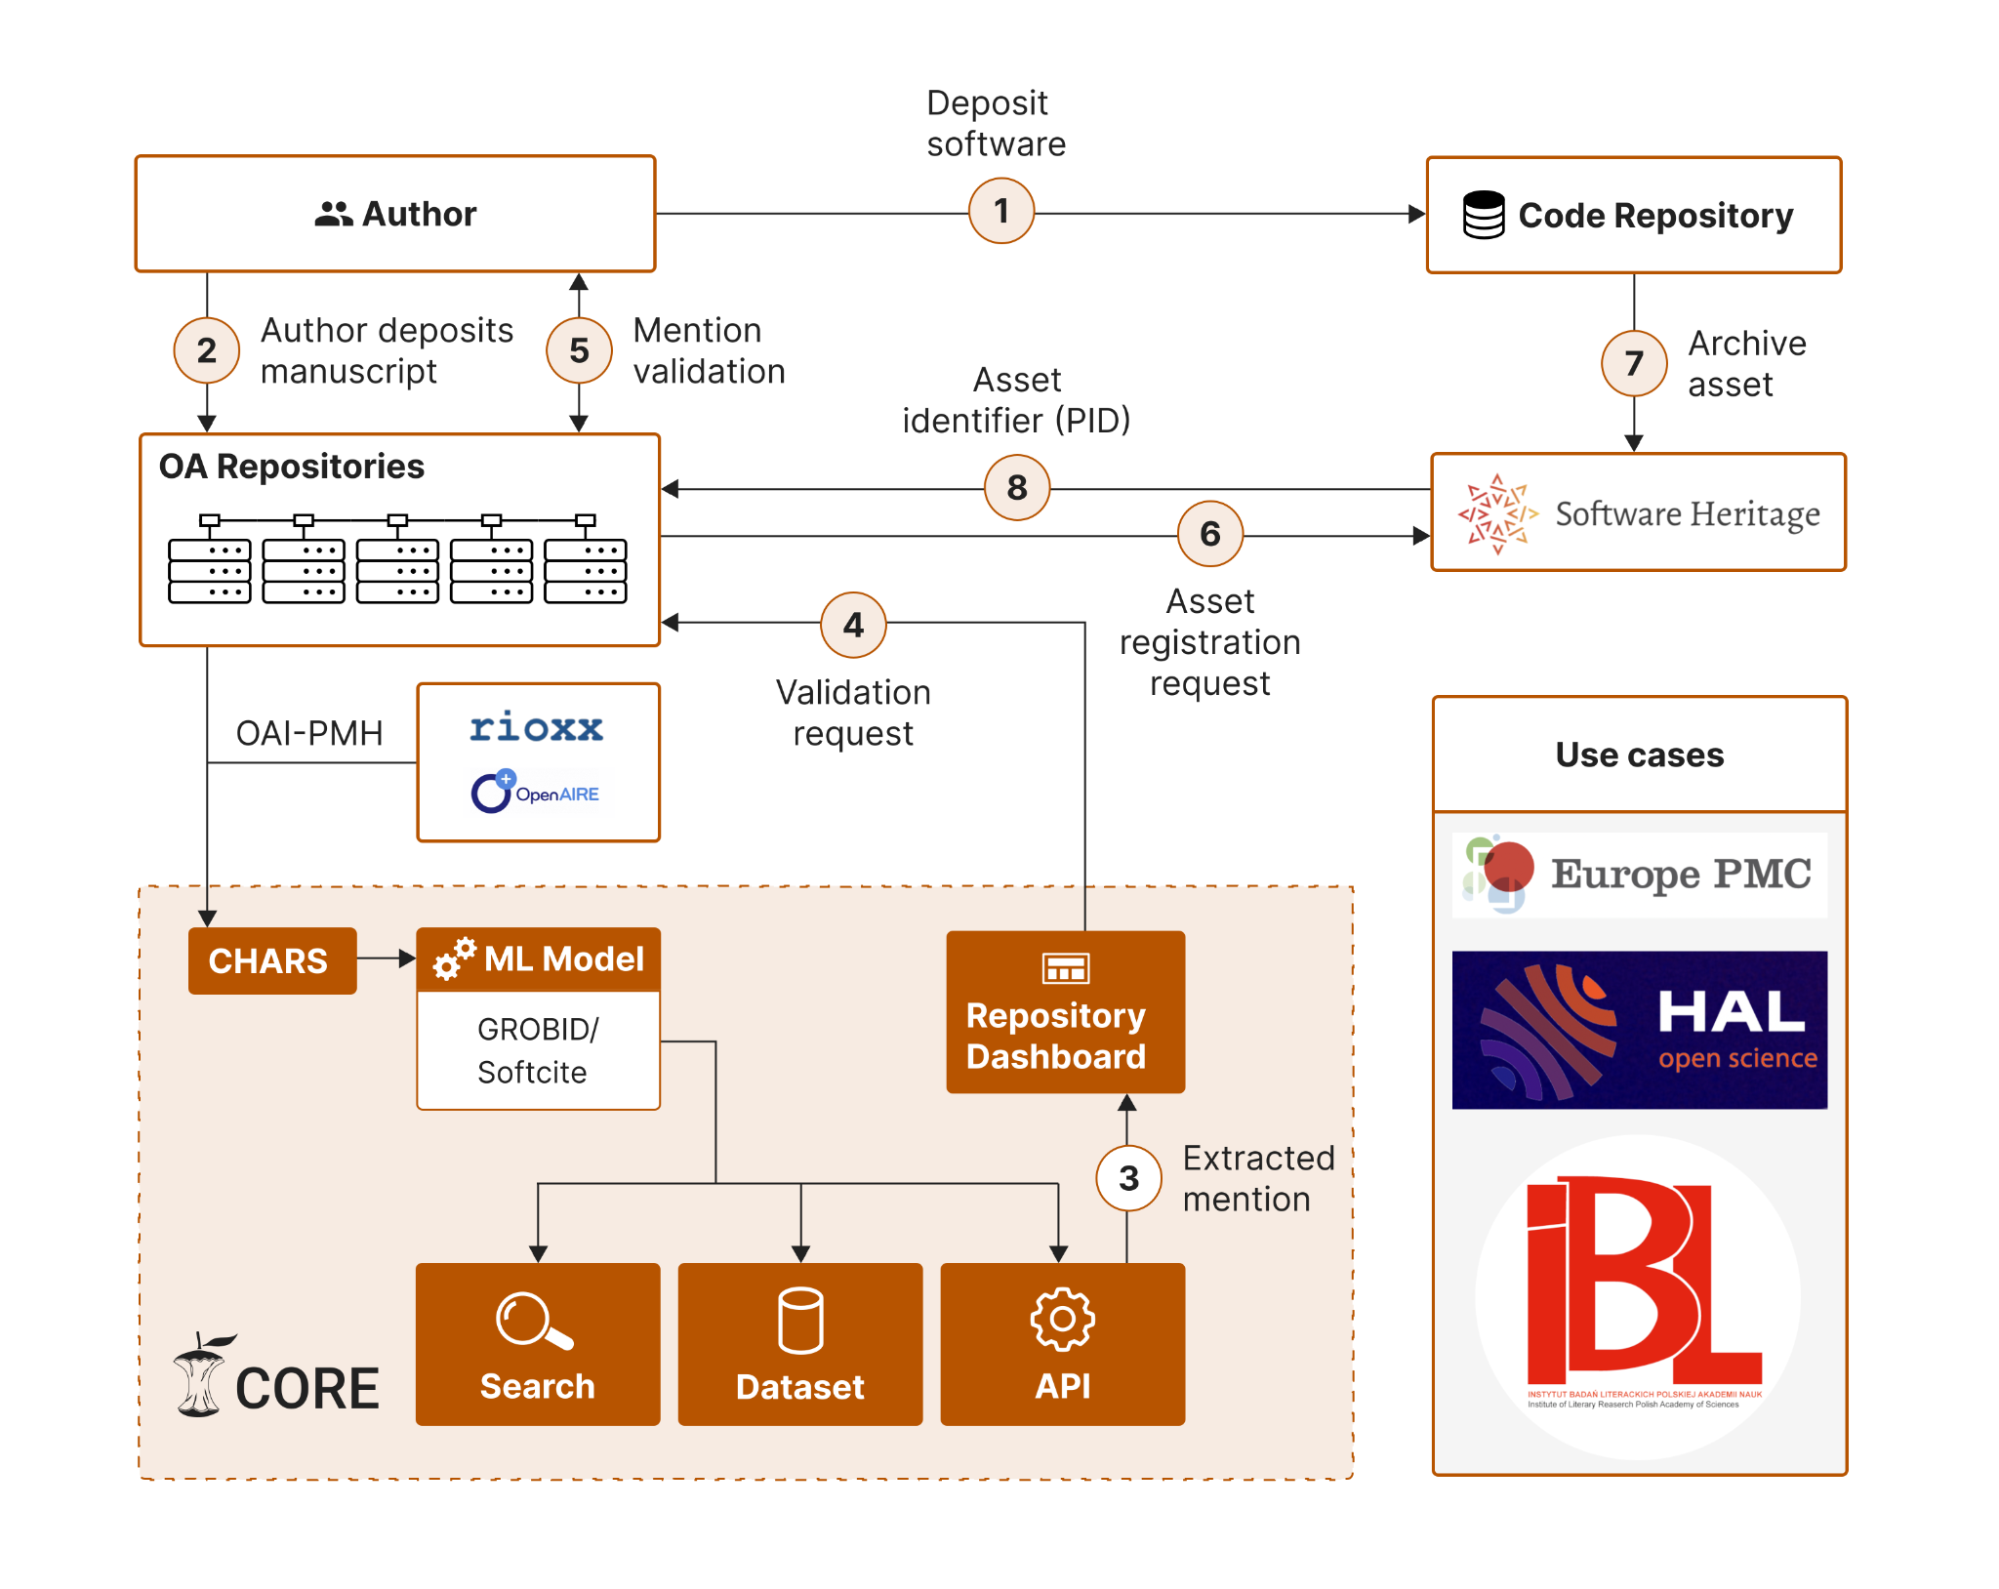 Deposit
software
Author
1
Code Repository
2
Author deposits
manuscript
5
Mention
validation
7
Archive
asset
Asset
identifier (PID)
8
OA Repositories
Software Heritage
6
Asset
registration
request
4
Validation
request
OAI-PMH
rioxx
OpenAIRE
Use cases
Europe PMC
HAL
open science
IBL
INSTYTUT BADAŃ LITERACKICH POLSKIEJ AKADEMII NAUK
Institute of Literary Reaserch Polish Academy of Sciences
CHARS
ML Model
GROBID/
Softcite
Repository
Dashboard
3
Extracted
mention
Search
Dataset
API
CORE